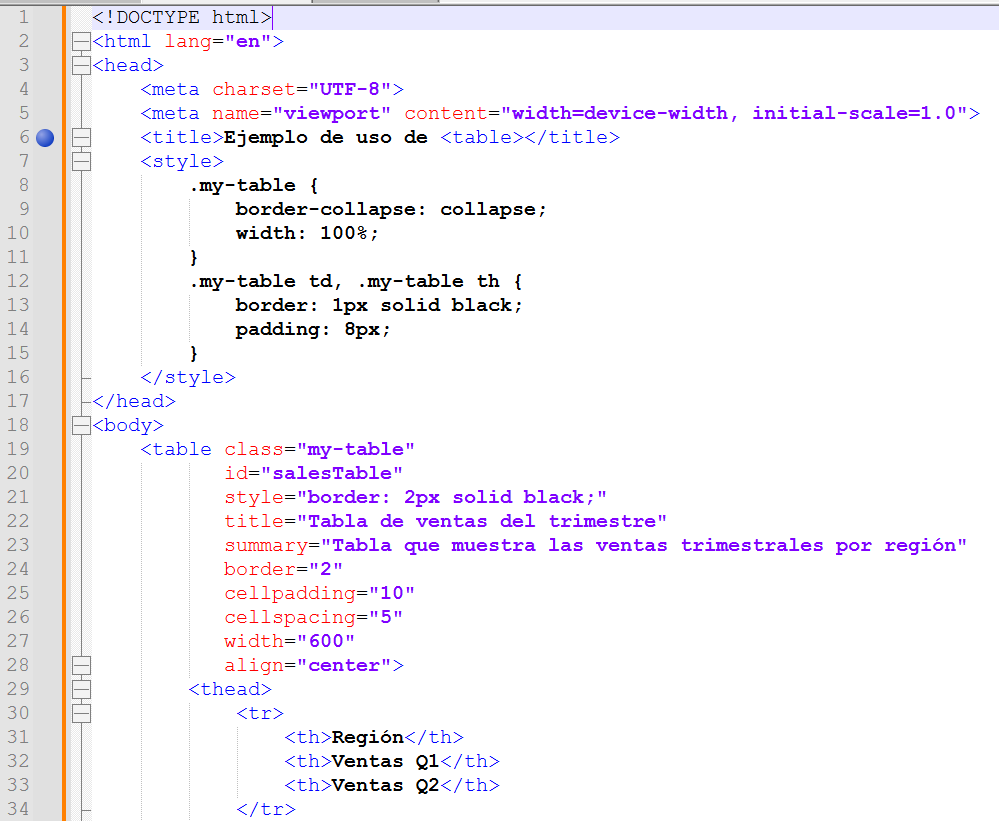 1 <!DOCTYPE html>
2 <html lang="en">
3 <head>
4     <meta charset="UTF-8">
5     <meta name="viewport" content="width=device-width, initial-scale=1.0">
6     <title>Ejemplo de uso de <table></title>
7     <style>
8         .my-table {
9             border-collapse: collapse;
10             width: 100%;
11         }
12         .my-table td, .my-table th {
13             border: 1px solid black;
14             padding: 8px;
15         }
16     </style>
17 </head>
18 <body>
19     <table class="my-table"
20            id="salesTable"
21            style="border: 2px solid black;"
22            title="Tabla de ventas del trimestre"
23            summary="Tabla que muestra las ventas trimestrales por región"
24            border="2"
25            cellpadding="10"
26            cellspacing="5"
27            width="600"
28            align="center">
29         <thead>
30             <tr>
31                 <th>Región</th>
32                 <th>Ventas Q1</th>
33                 <th>Ventas Q2</th>
34             </tr>